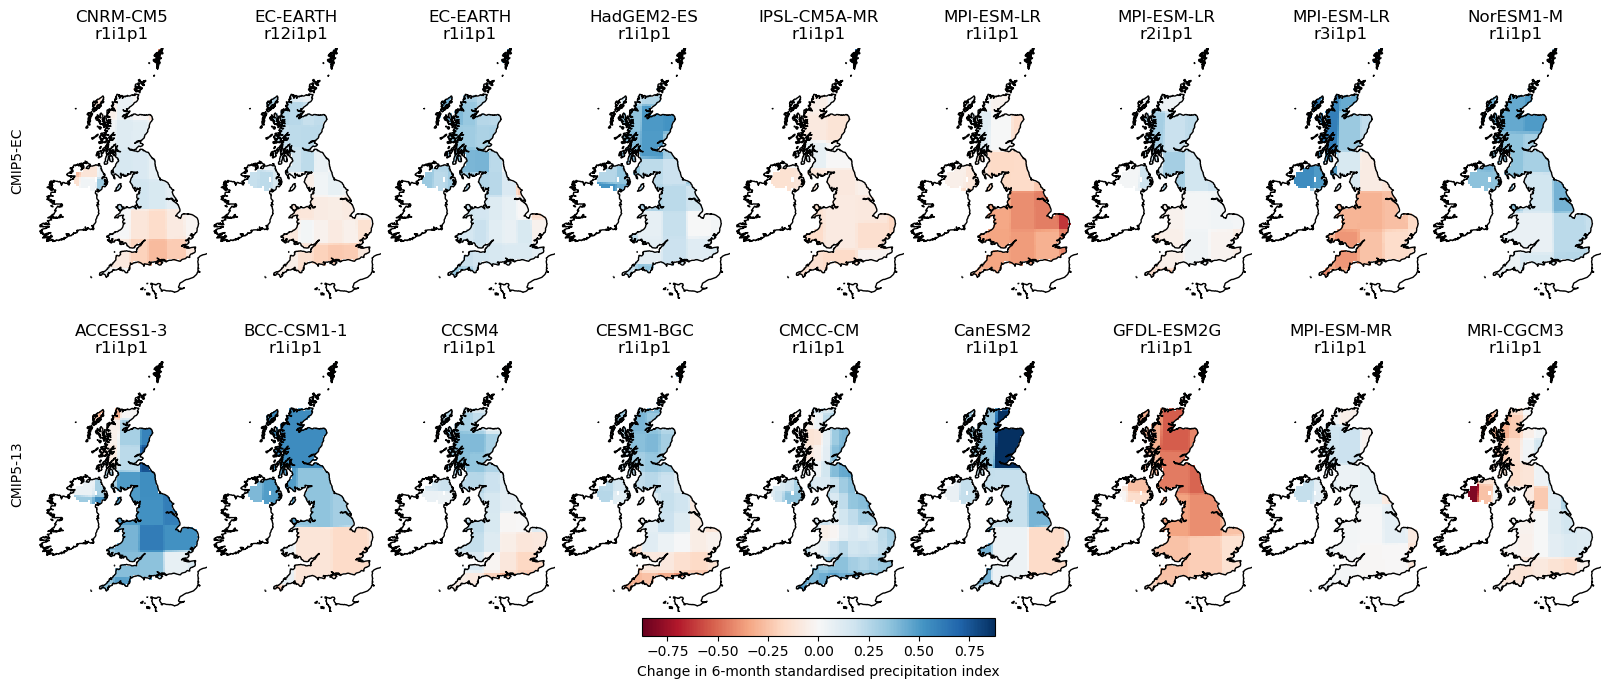 CNRM-CM5 EC-EARTH EC-EARTH HadGEM2-ES IPSL-CM5A-MR MPI-ESM-LR MPI-ESM-LR MPI-ESM-LR NorESM1-M
r1i1p1 r12i1p1 r1i1p1 r1i1p1 r1i1p1 r1i1p1 r2i1p1 r3i1p1 r1i1p1
CMIP5-EC
ACCESS1-3 BCC-CSM1-1 CCSM4 CESM1-BGC CMCC-CM CanESM2 GFDL-ESM2G MPI-ESM-MR MRI-CGCM3
r1i1p1 r1i1p1 r1i1p1 r1i1p1 r1i1p1 r1i1p1 r1i1p1 r1i1p1 r1i1p1
CMIP5-13
−0.75 −0.50 −0.25 0.00 0.25 0.50 0.75
Change in 6-month standardised precipitation index